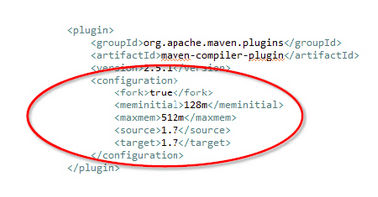 <plugin>
<groupId>org.apache.maven.plugins</groupId>
<artifactId>maven-compiler-plugin</artifactId>
<version>2.5.1</version>
<configuration>
<fork>true</fork>
<meminitial>128m</meminitial>
<maxmem>512m</maxmem>
<source>1.7</source>
<target>1.7</target>
</configuration>
</plugin>